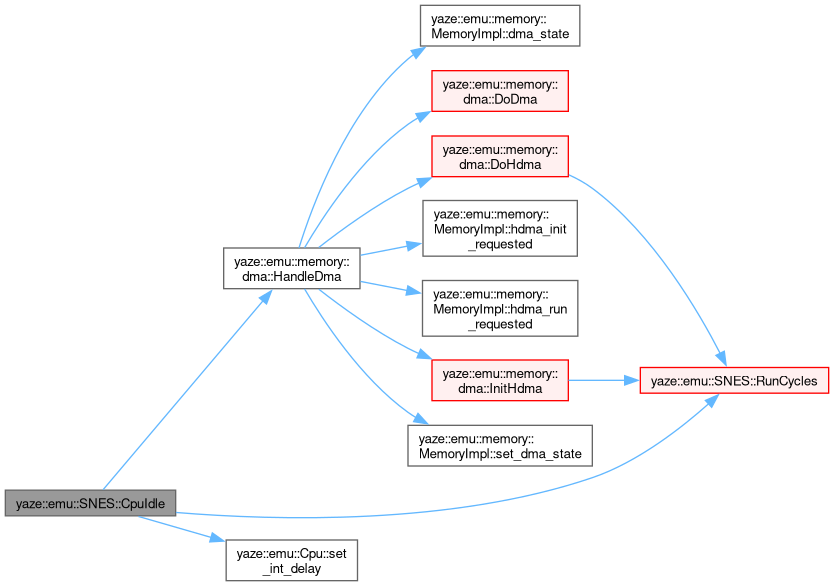 yaze::emu::memory::
MemoryImpl::dma_state
yaze::emu::memory::
dma::DoDma
yaze::emu::memory::
dma::DoHdma
yaze::emu::memory::
MemoryImpl::hdma_init
_requested
yaze::emu::memory::
dma::HandleDma
yaze::emu::memory::
MemoryImpl::hdma_run
_requested
yaze::emu::memory::
dma::InitHdma
yaze::emu::SNES::RunCycles
yaze::emu::memory::
MemoryImpl::set_dma_state
yaze::emu::SNES::CpuIdle
yaze::emu::Cpu::set
_int_delay